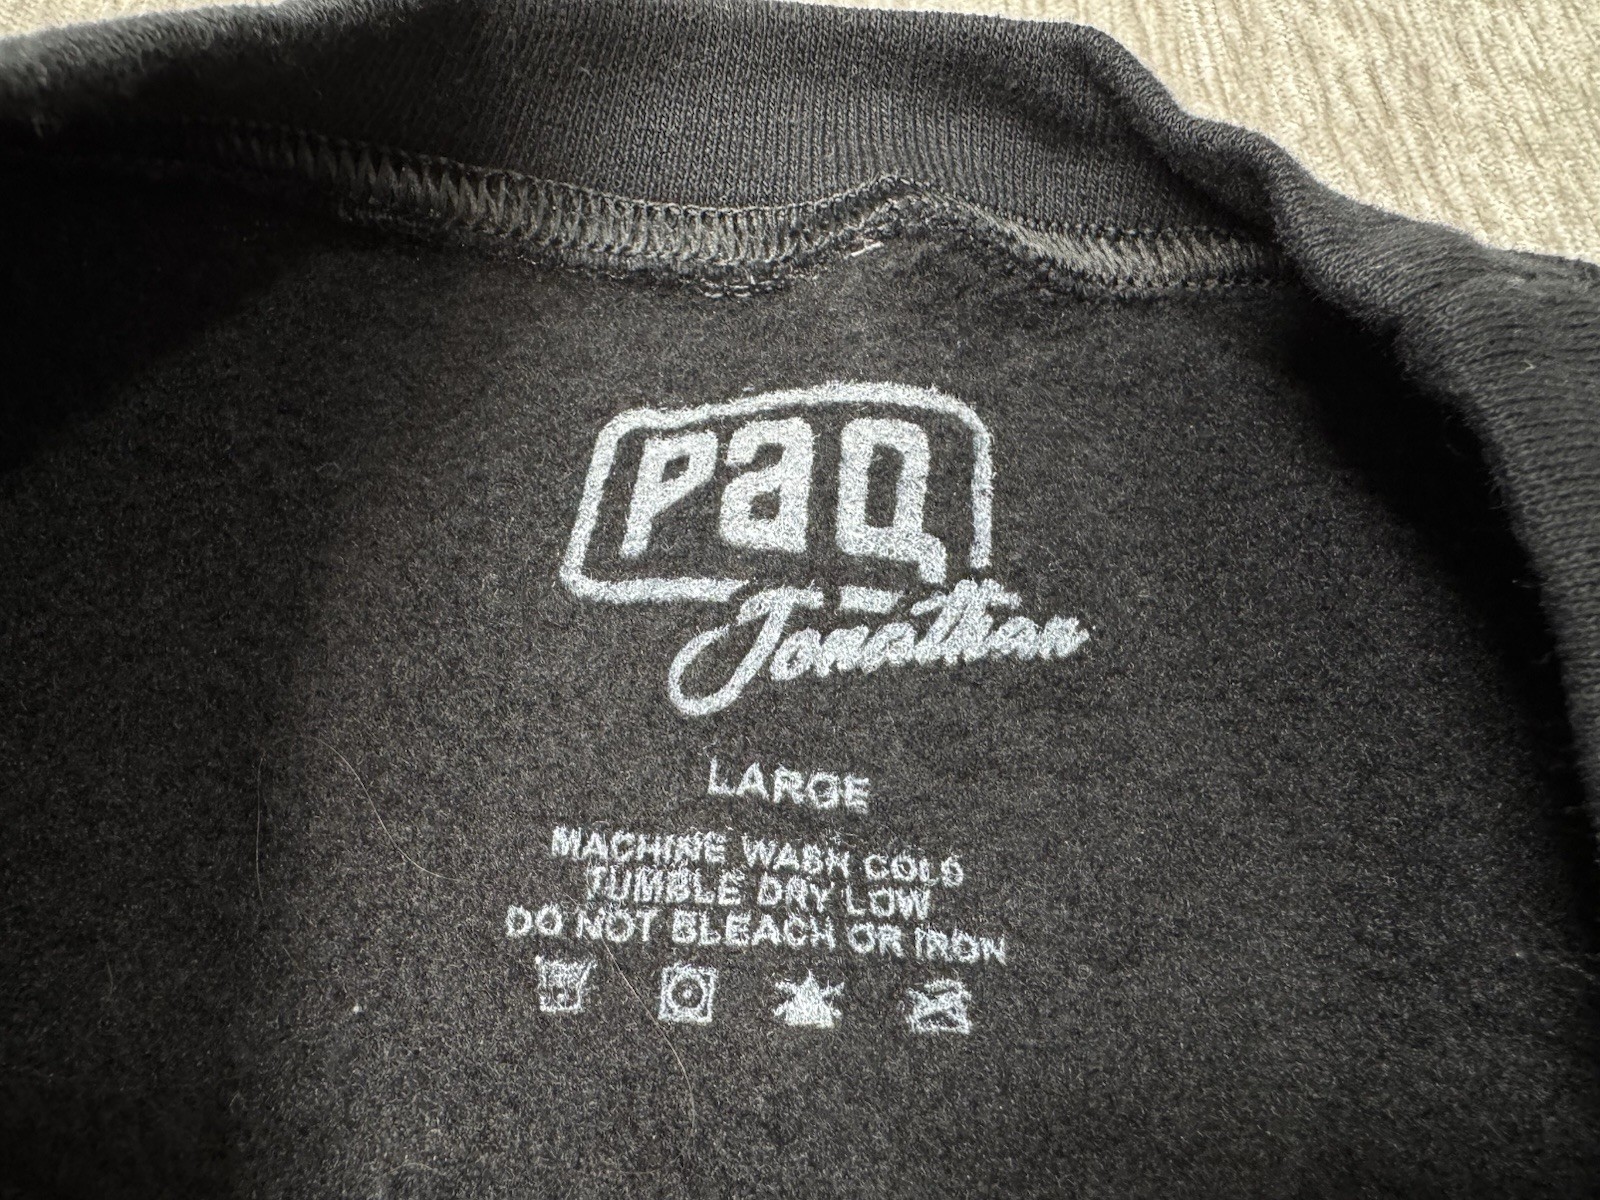 PAQ
Jonathan
LARGE
MACHINE WASH COLD
TUMBLE DRY LOW
DO NOT BLEACH OR IRON